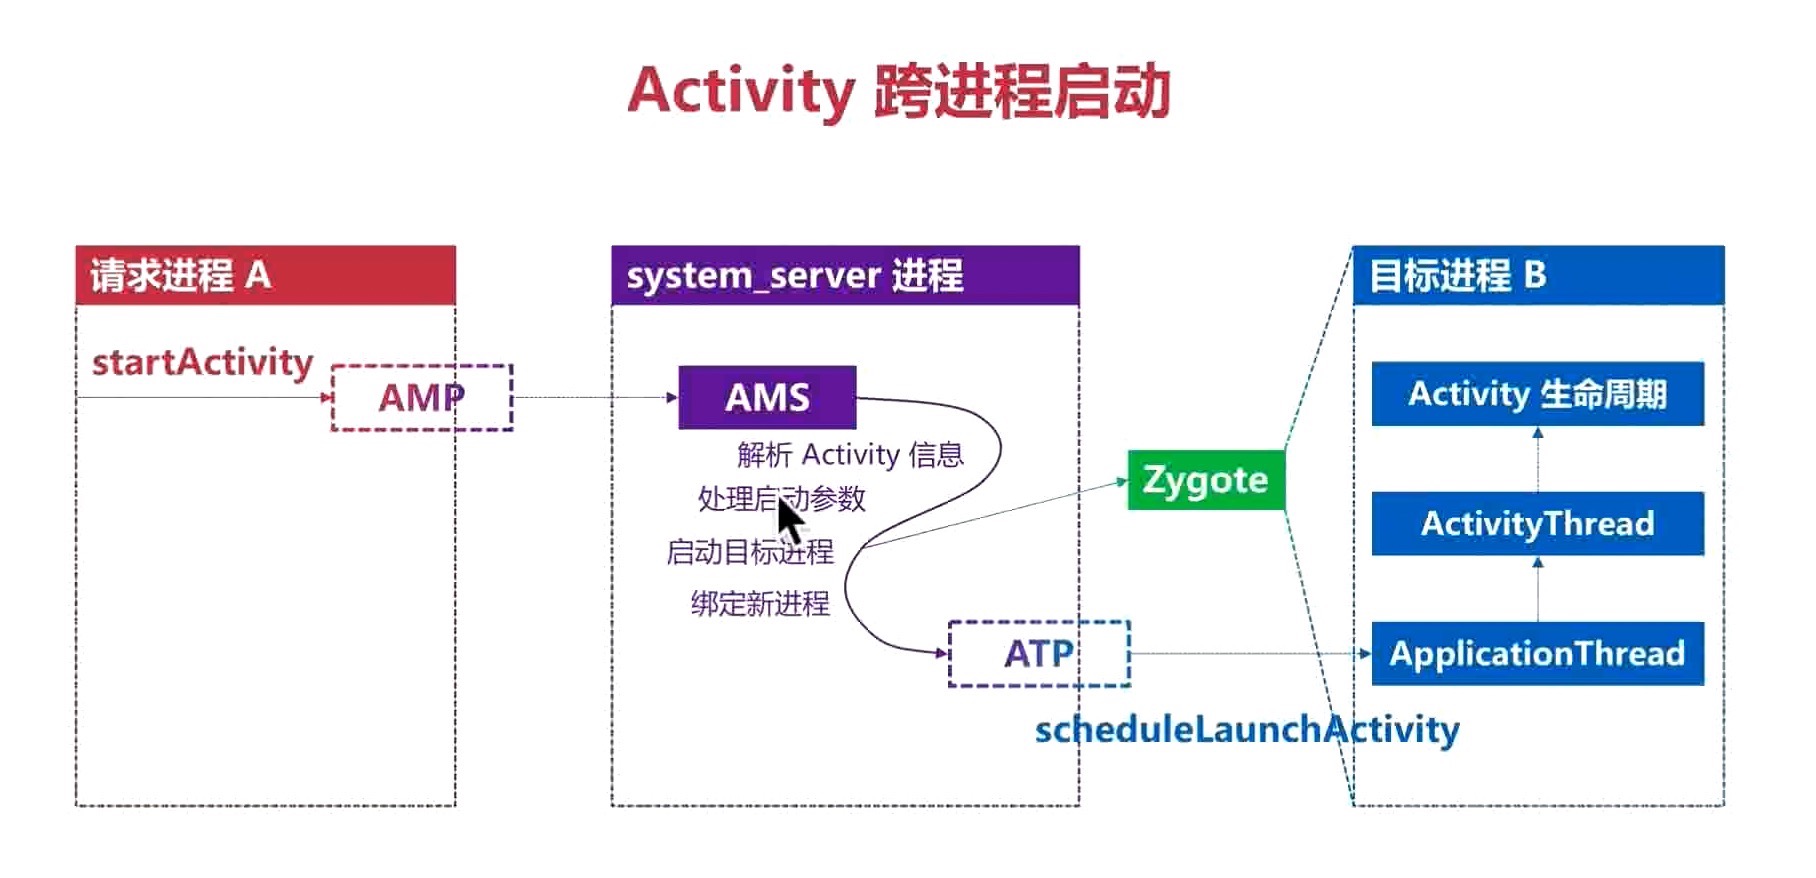 Activity 跨进程启动
请求进程 A
startActivity
AMP
system_server 进程
AMS
解析 Activity 信息
处理启动参数
启动目标进程
绑定新进程
ATP
scheduleLaunchActivity
Zygote
目标进程 B
Activity 生命周期
ActivityThread
ApplicationThread